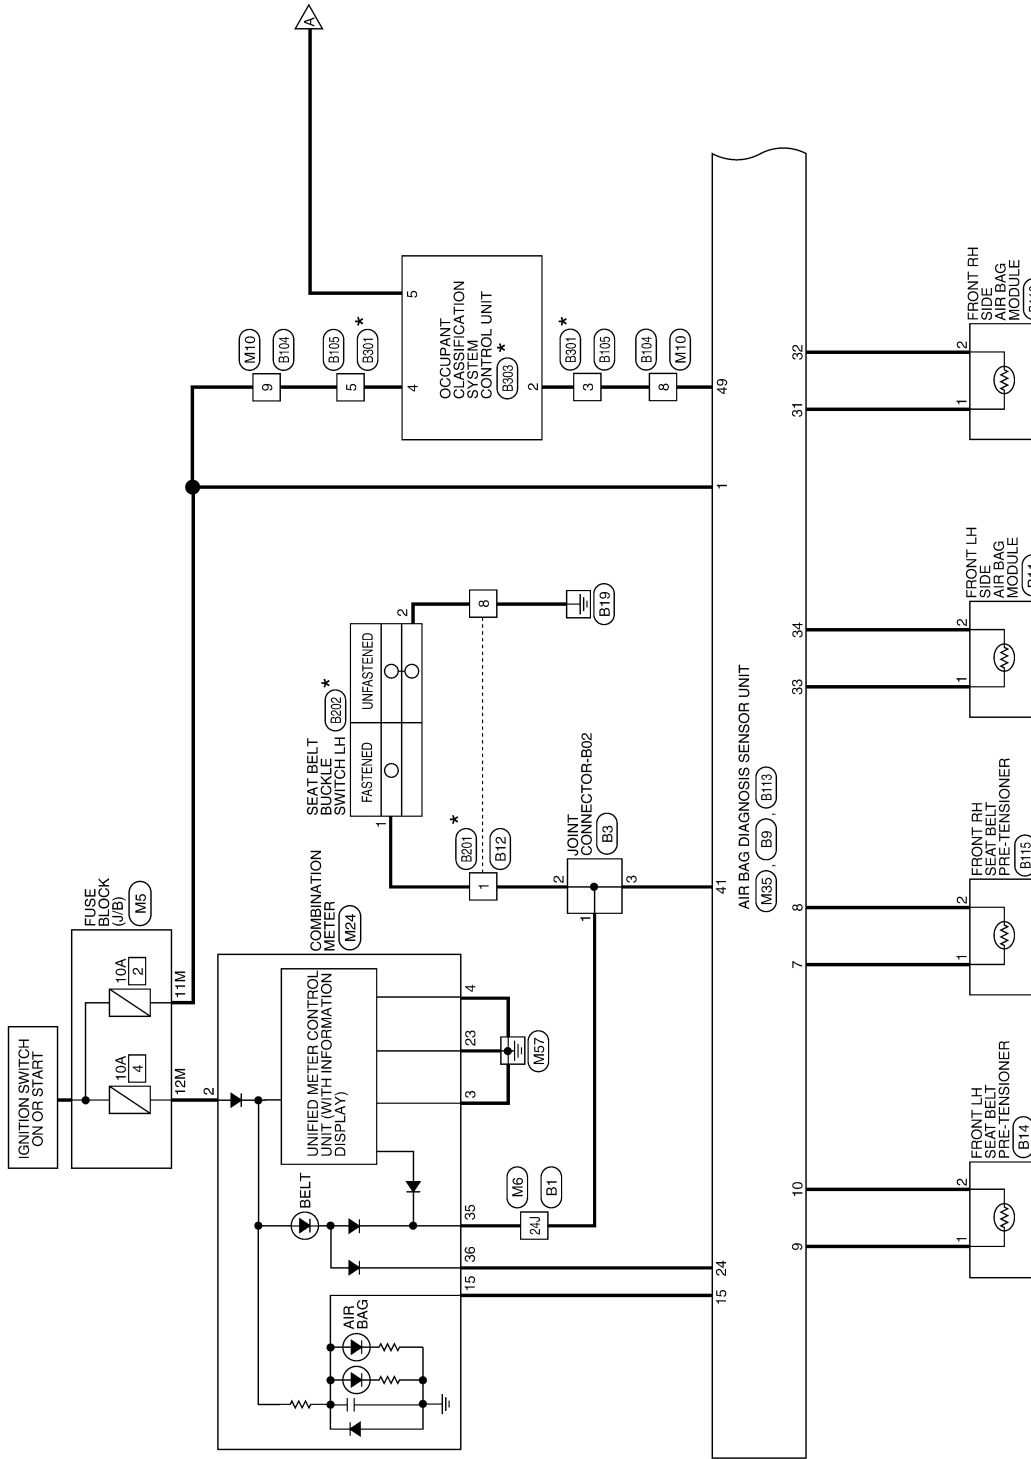 A
IGNITION SWITCH
ON OR START
FUSE
BLOCK
(J/B)
M5
10A
2
10A
4
11M
12M
M10
B104
9
B105
B301
*
5
4
5
OCCUPANT
CLASSIFICATION
SYSTEM
CONTROL UNIT
B303
*
2
B301
*
B105
3
B104
M10
8
49
1
SEAT BELT
BUCKLE
SWITCH LH
B202
*
FASTENED
UNFASTENED
1
2
8
B19
B201
*
B12
1
JOINT
CONNECTOR-B02
B3
2
1
3
41
COMBINATION
METER
M24
2
UNIFIED METER CONTROL
UNIT (WITH INFORMATION
DISPLAY)
4
23
3
M57
BELT
35
36
15
M6
B1
24J
AIR
BAG
24
15
AIR BAG DIAGNOSIS SENSOR UNIT
M35 , B9 , B113
9
10
7
8
33
34
31
32
FRONT LH
SEAT BELT
PRE-TENSIONER
B14
1
2
FRONT RH
SEAT BELT
PRE-TENSIONER
B115
1
2
FRONT LH
SIDE
AIR BAG
MODULE
1
2
FRONT RH
SIDE
AIR BAG
MODULE
1
2